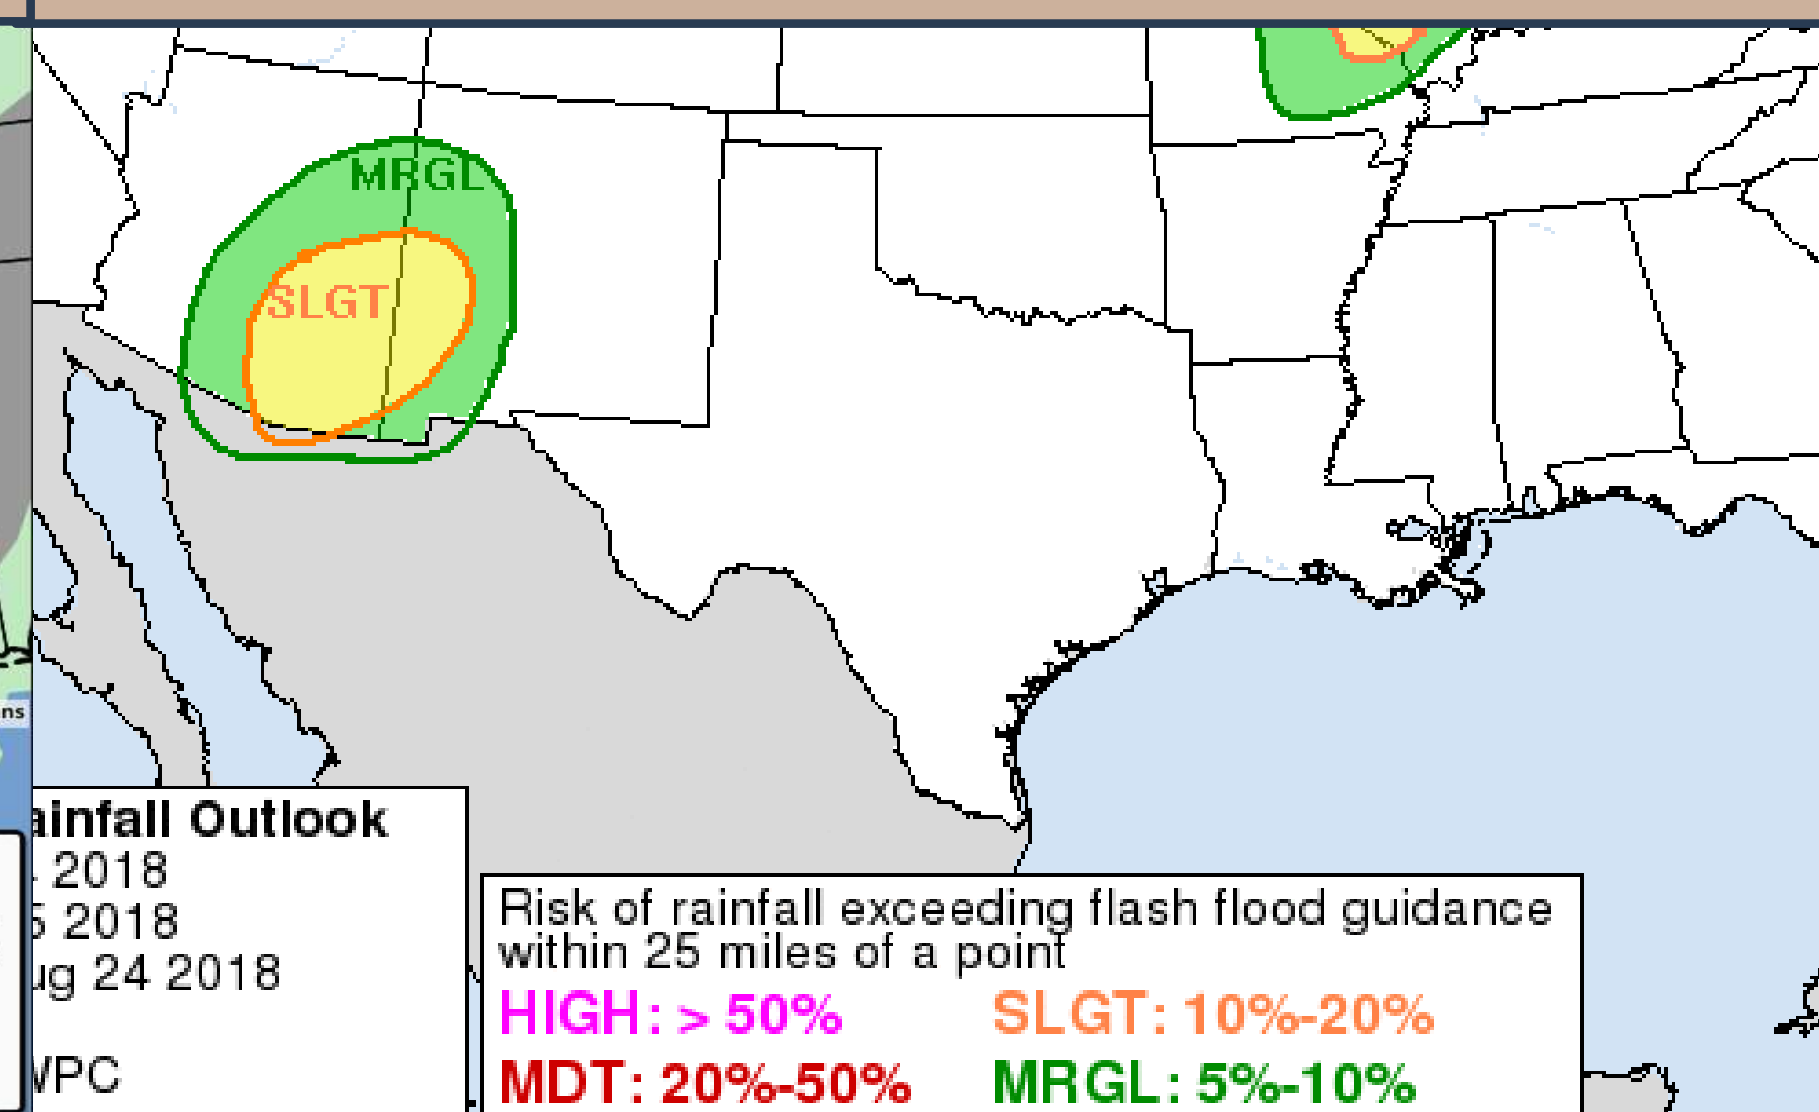 MRGL
SLGT
ns
ainfall Outlook
2018
5 2018
ug 24 2018
WPC
Risk of rainfall exceeding flash flood guidance
within 25 miles of a point
HIGH: > 50%
SLGT: 10%-20%
MDT: 20%-50%
MRGL: 5%-10%